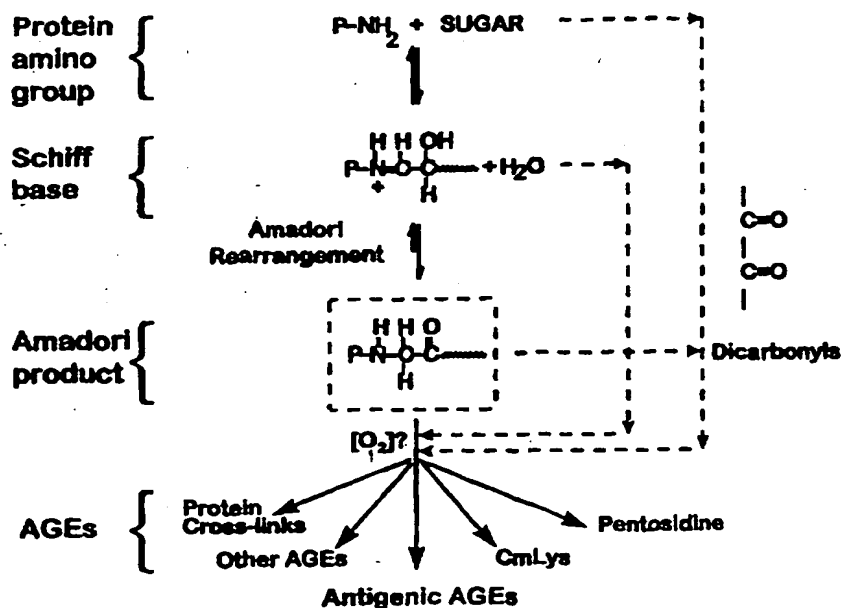 Protein
amino
group
P–NH2 + SUGAR
Schiff
base
H H OH
P–N=C–C + H2O
+
H
Amadori
Rearrangement
C=O
C=O
Amadori
product
H H O
P–N–C–C
H
Dicarbonyls
[O2]?
AGEs
Protein
Cross-links
Other AGEs
Antigenic AGEs
CmLys
Pentosidine